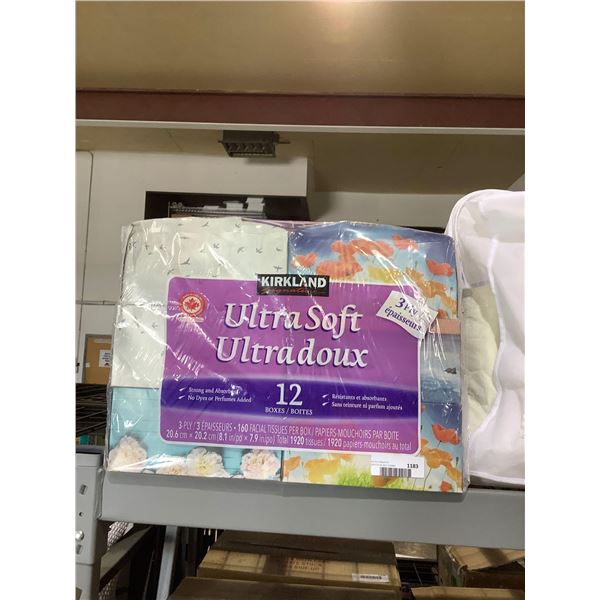 KIRKLAND
Signature
3 Ply
épaisseurs
Ultra Soft
Ultra doux
Strong and Absorbent
No Dyes or Perfumes Added
12
BOXES / BOITES
Résistants et absorbants
Sans teinture ni parfum ajoutés
3 PLY / 3 ÉPAISSEURS • 160 FACIAL TISSUES PER BOX / PAPIERS MOUCHOIRS PAR BOITE
20.6 cm × 20.2 cm (8.1 in/po × 7.9 in/po) Total 1920 tissues / 1920 papiers mouchoirs au total
1183